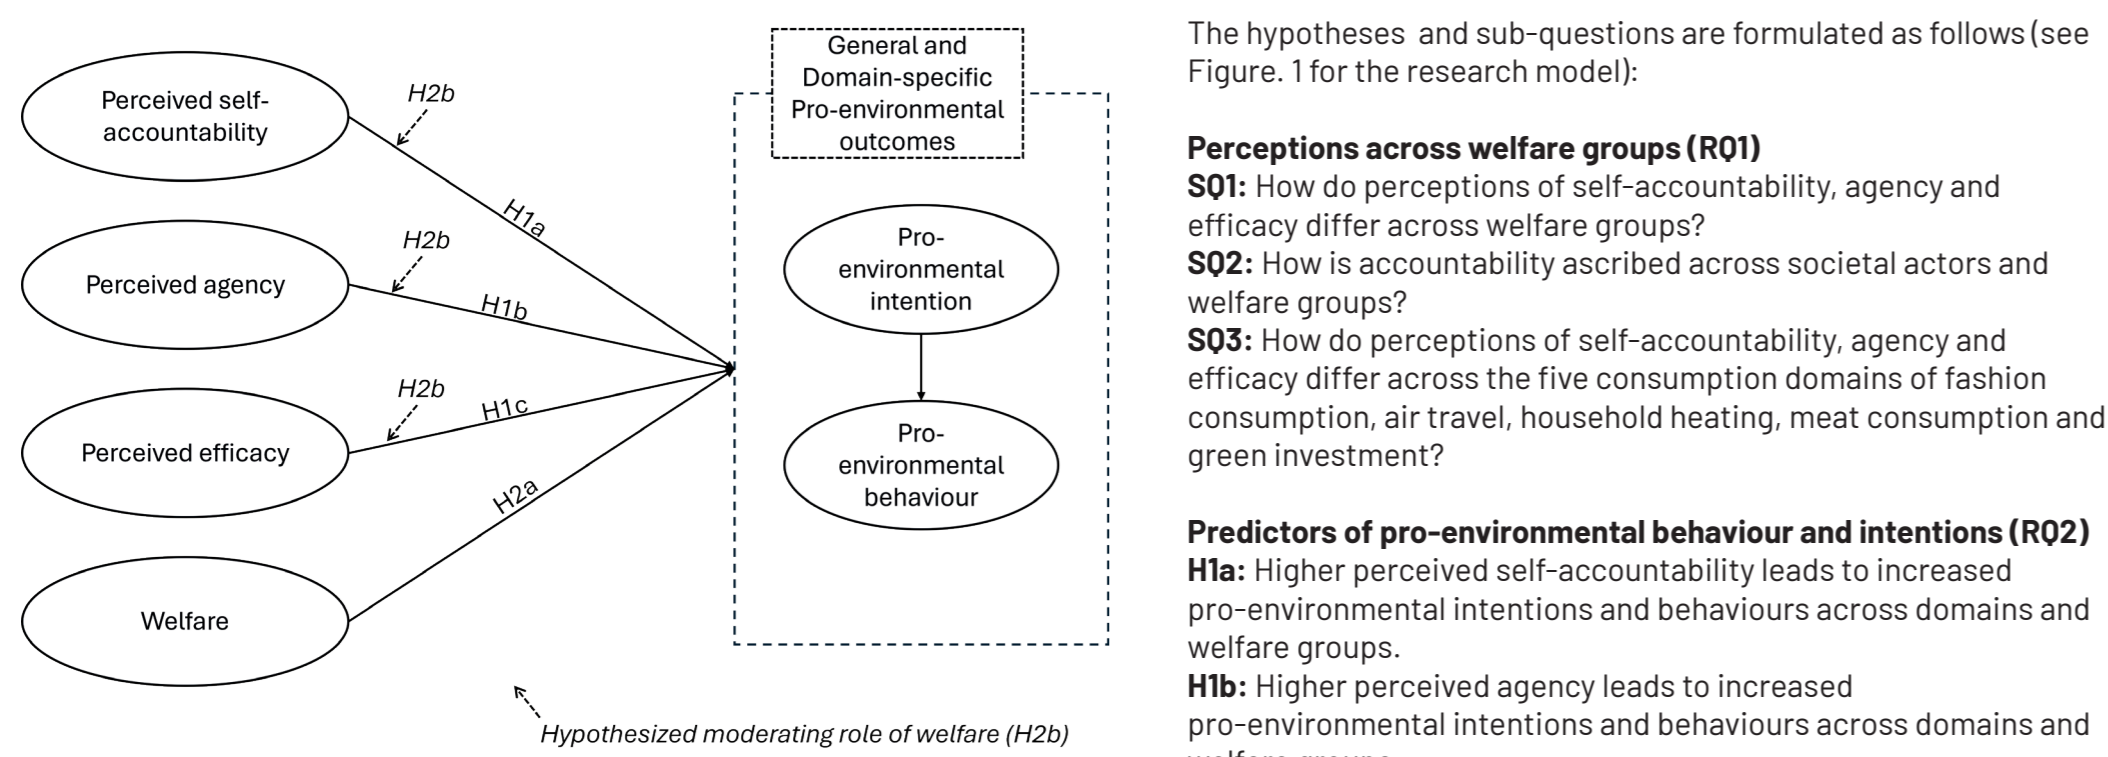 Perceived self-
accountability
H2b
H1a
Perceived agency
H2b
H1b
Perceived efficacy
H2b
H1c
Welfare
H2a
General and
Domain-specific
Pro-environmental
outcomes
Pro-
environmental
intention
Pro-
environmental
behaviour
Hypothesized moderating role of welfare (H2b)
The hypotheses and sub-questions are formulated as follows (see
Figure. 1 for the research model):
Perceptions across welfare groups (RQ1)
SQ1: How do perceptions of self-accountability, agency and
efficacy differ across welfare groups?
SQ2: How is accountability ascribed across societal actors and
welfare groups?
SQ3: How do perceptions of self-accountability, agency and
efficacy differ across the five consumption domains of fashion
consumption, air travel, household heating, meat consumption and
green investment?
Predictors of pro-environmental behaviour and intentions (RQ2)
H1a: Higher perceived self-accountability leads to increased
pro-environmental intentions and behaviours across domains and
welfare groups.
H1b: Higher perceived agency leads to increased
pro-environmental intentions and behaviours across domains and